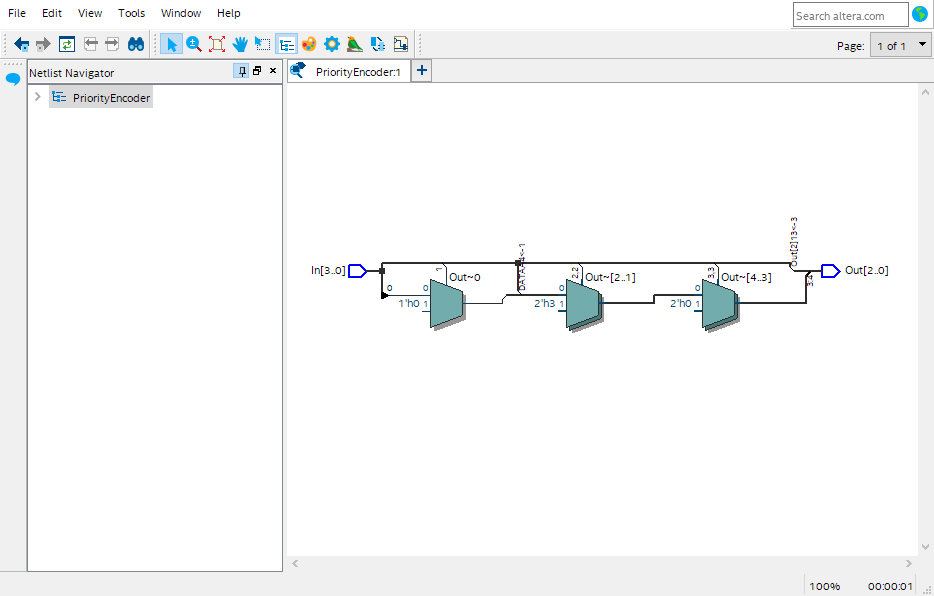 File Edit View Tools Window Help
Search altera.com
Page: 1 of 1
Netlist Navigator
PriorityEncoder:1
PriorityEncoder
Out[2]13<-3
In[3..0]
1
Out~0
2,2
Out~[2..1]
3,3
Out~[4..3]
3:4
Out[2..0]
0
0
1'h0 1
0
2'h3 1
0
2'h0 1
100% 00:00:01